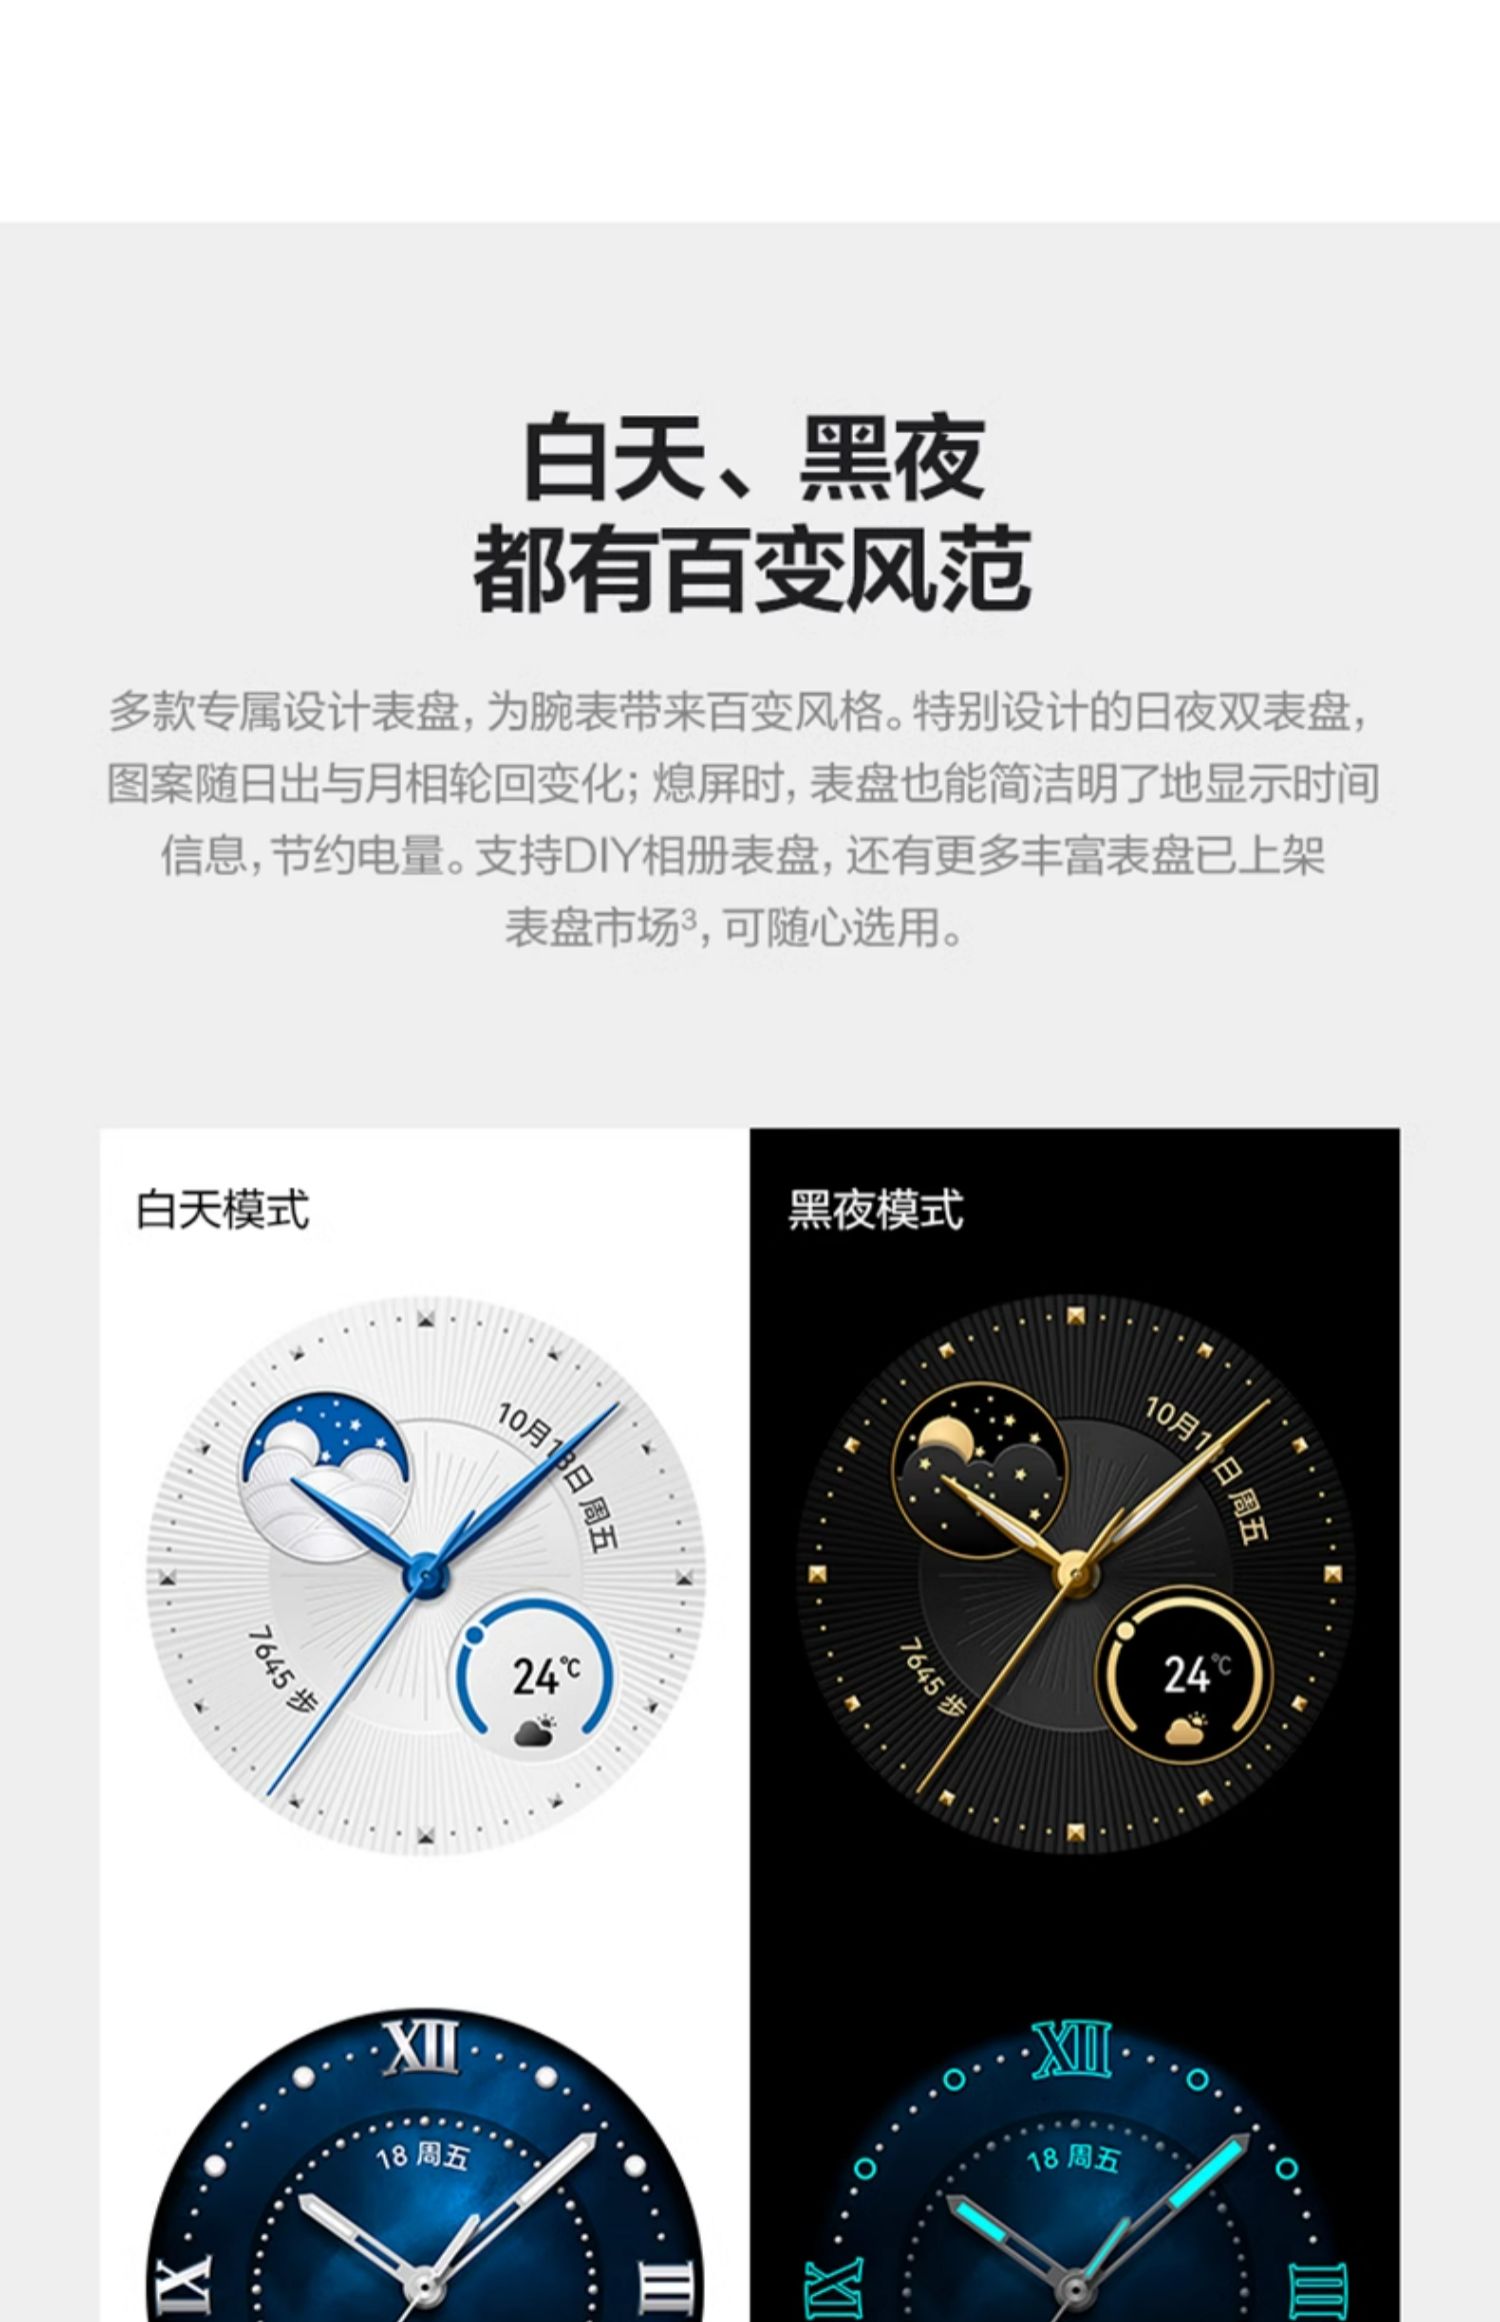 白天、黑夜
都有百变风范
多款专属设计表盘，为腕表带来百变风格。特别设计的日夜双表盘，
图案随日出与月相轮回变化；熄屏时，表盘也能简洁明了地显示时间
信息，节约电量。支持DIY相册表盘，还有更多丰富表盘已上架
表盘市场3，可随心选用。
白天模式
黑夜模式
10月18日 周五
7645 步
24℃
10月1日 周五
7645 步
24℃
XII
18 周五
IX
III
XII
18 周五
IX
III